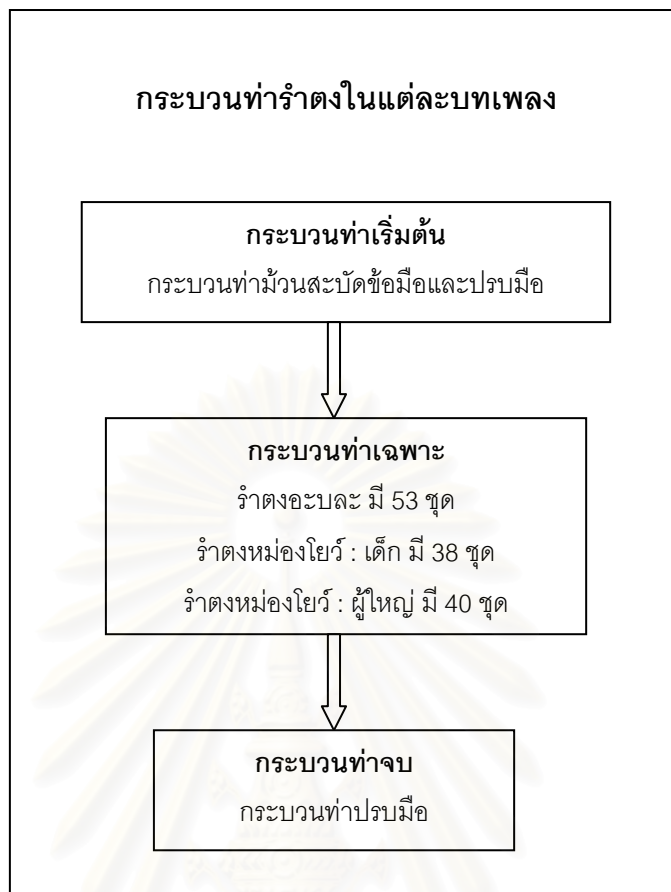 กระบวนท่ารำตงในแต่ละบทเพลง
กระบวนท่าเริ่มต้น
กระบวนท่าม้วนสะบัดข้อมือและปรบมือ
กระบวนท่าเฉพาะ
รำตงอะบละ มี 53 ชุด
รำตงหม่องโยว์ : เด็ก มี 38 ชุด
รำตงหม่องโยว์ : ผู้ใหญ่ มี 40 ชุด
กระบวนท่าจบ
กระบวนท่าปรบมือ